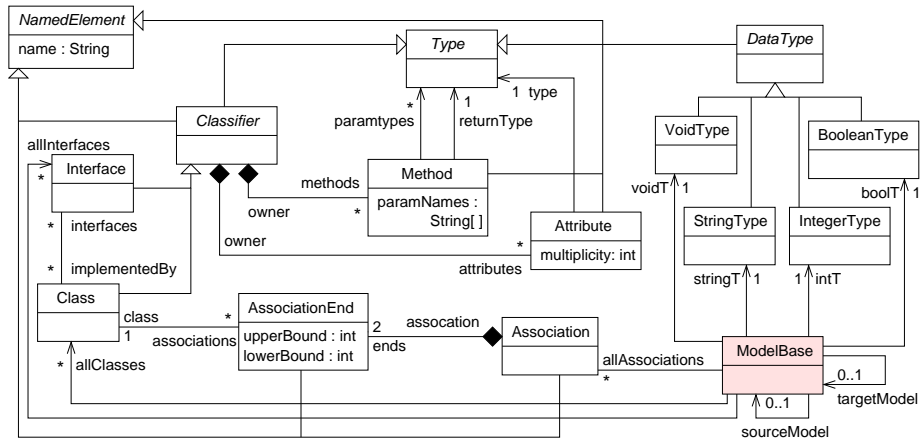 NamedElement
name : String
Type
DataType
Classifier
1 type
*
paramtypes
1
returnType
VoidType
BooleanType
allInterfaces
*
Interface
methods
*
owner
Method
paramNames :
String[ ]
voidT 1
boolT 1
*
interfaces
owner
*
attributes
Attribute
multiplicity: int
StringType
IntegerType
*
implementedBy
stringT 1
1 intT
Class
class
1
*
associations
AssociationEnd
upperBound : int
lowerBound : int
2
ends
assocation
Association
allAssociations
*
ModelBase
* allClasses
0..1
targetModel
0..1
sourceModel